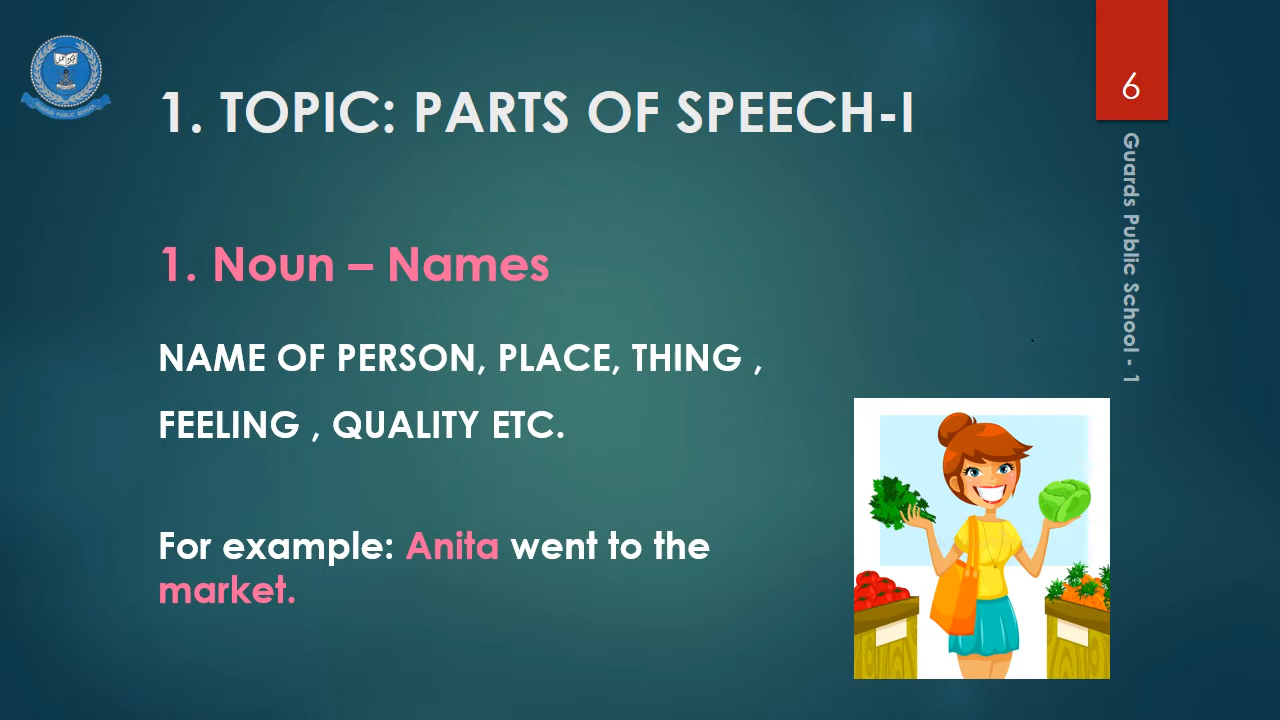 1. TOPIC: PARTS OF SPEECH-I
6
Guards Public School - 1
1. Noun – Names
NAME OF PERSON, PLACE, THING ,
FEELING , QUALITY ETC.
For example: Anita went to the
market.